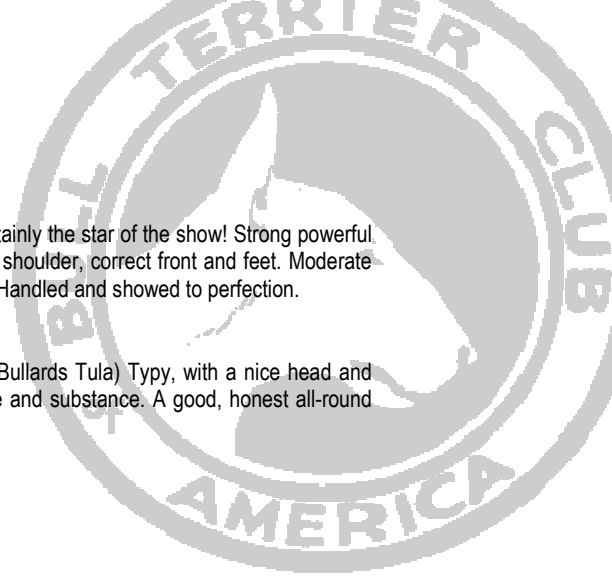 BULL TERRIER CLUB
AMERICA
tainly the star of the show! Strong powerful
shoulder, correct front and feet. Moderate
Handled and showed to perfection.
Bullards Tula) Typy, with a nice head and
e and substance. A good, honest all-round